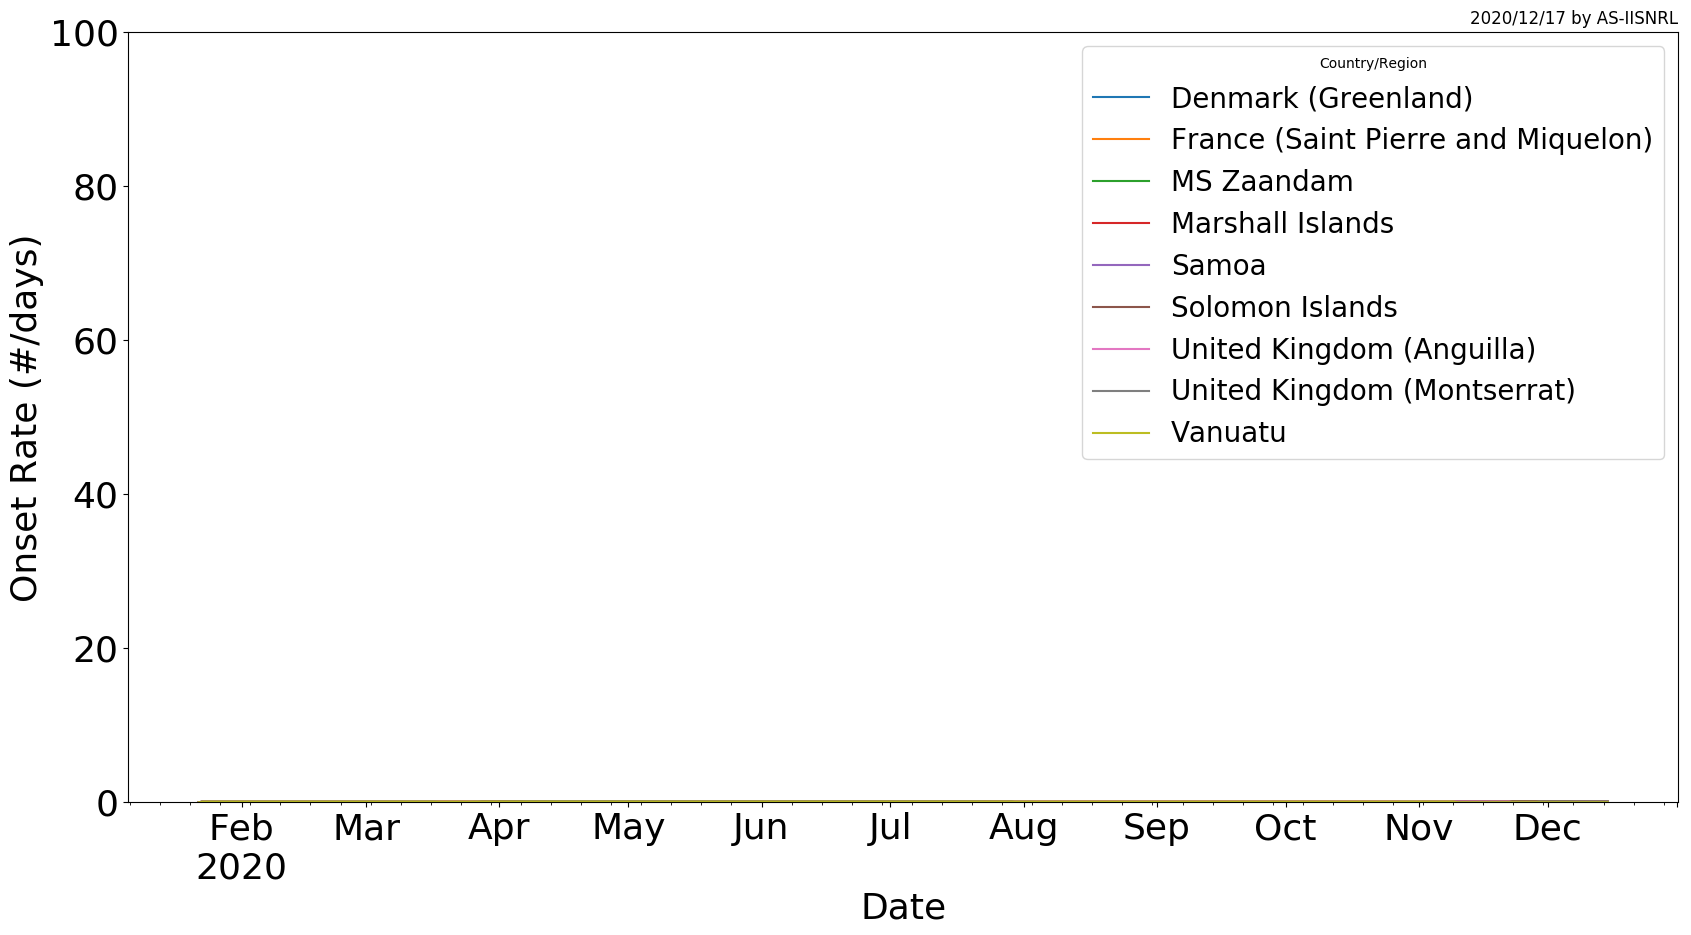 2020/12/17 by AS-IISNRL
Country/Region
Denmark (Greenland)
France (Saint Pierre and Miquelon)
MS Zaandam
Marshall Islands
Samoa
Solomon Islands
United Kingdom (Anguilla)
United Kingdom (Montserrat)
Vanuatu
Onset Rate (#/days)
100
80
60
40
20
0
Feb Mar Apr May Jun Jul Aug Sep Oct Nov Dec
2020
Date